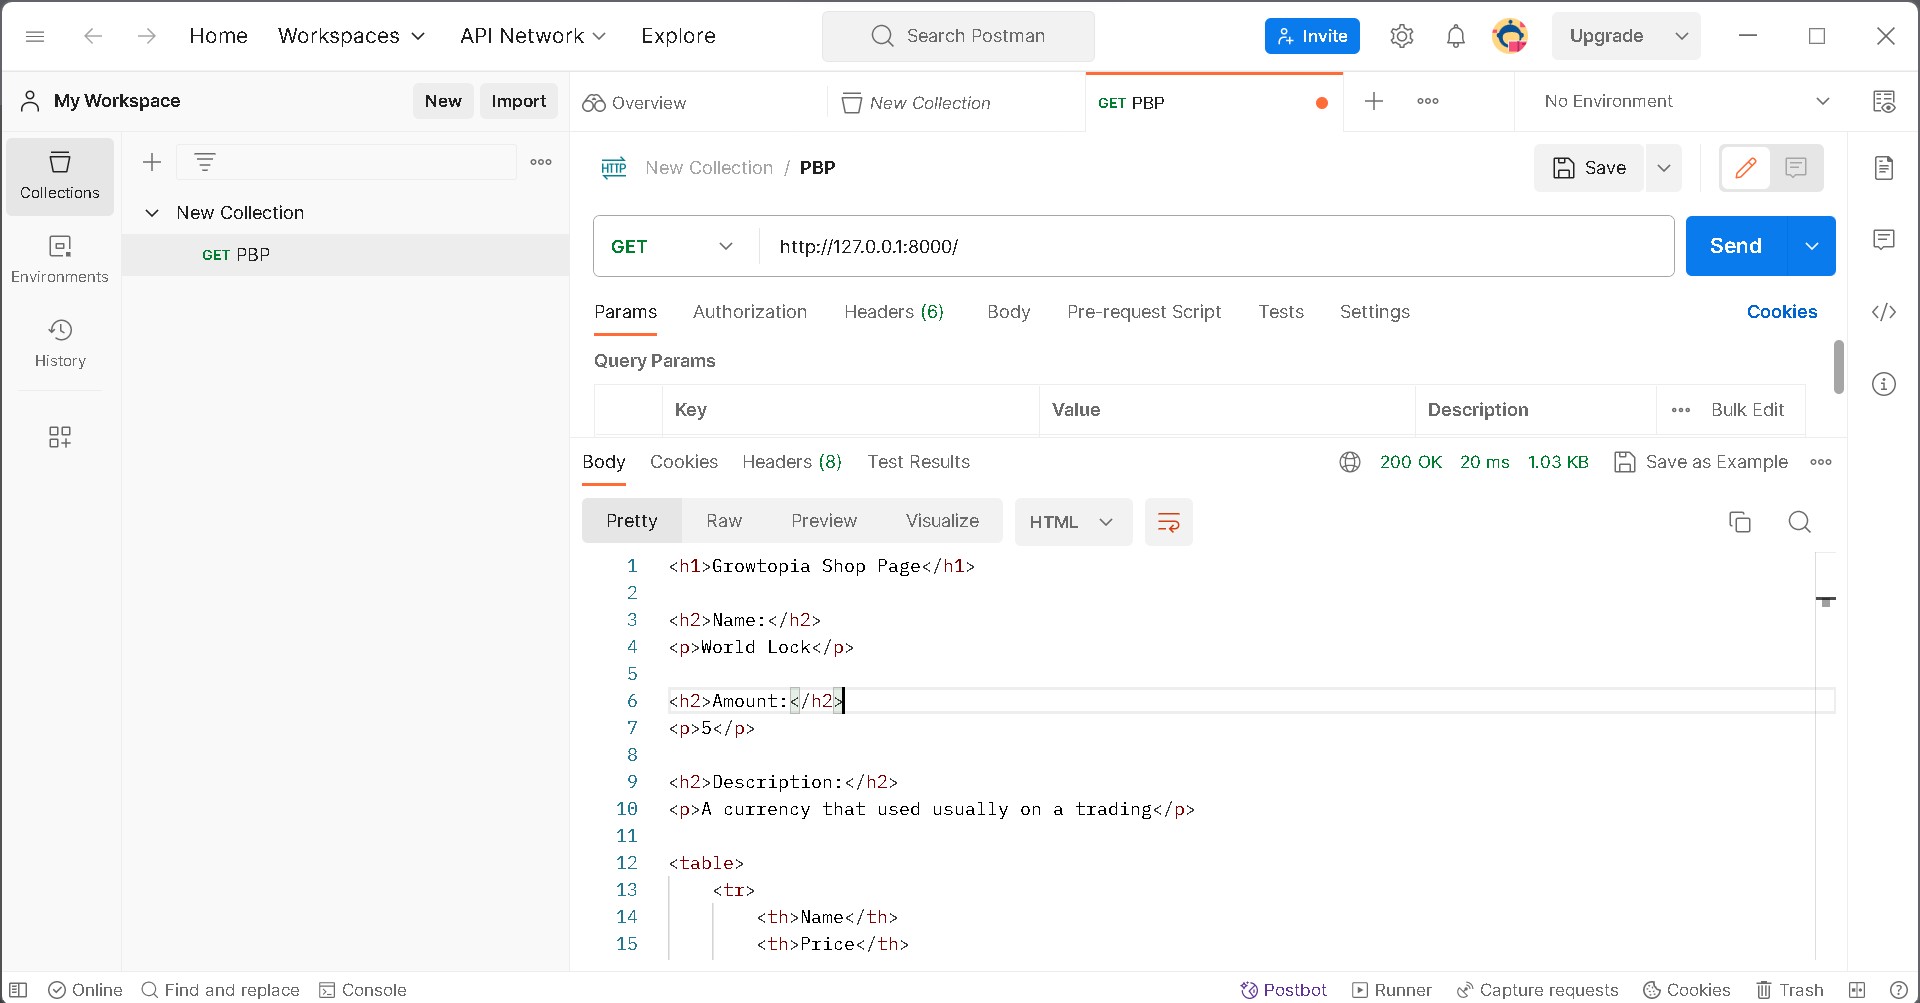 Home Workspaces API Network Explore Search Postman Invite Upgrade
My Workspace New Import Overview New Collection GET PBP No Environment
Collections
New Collection / PBP Save
New Collection
GET PBP
Environments
History
GET http://127.0.0.1:8000/ Send
Params Authorization Headers (6) Body Pre-request Script Tests Settings Cookies
Query Params
Key Value Description Bulk Edit
Body Cookies Headers (8) Test Results 200 OK 20 ms 1.03 KB Save as Example
Pretty Raw Preview Visualize HTML
1 <h1>Growtopia Shop Page</h1>
2
3 <h2>Name:</h2>
4 <p>World Lock</p>
5
6 <h2>Amount:</h2>
7 <p>5</p>
8
9 <h2>Description:</h2>
10 <p>A currency that used usually on a trading</p>
11
12 <table>
13 <tr>
14 <th>Name</th>
15 <th>Price</th>
Online Find and replace Console Postbot Runner Capture requests Cookies Trash